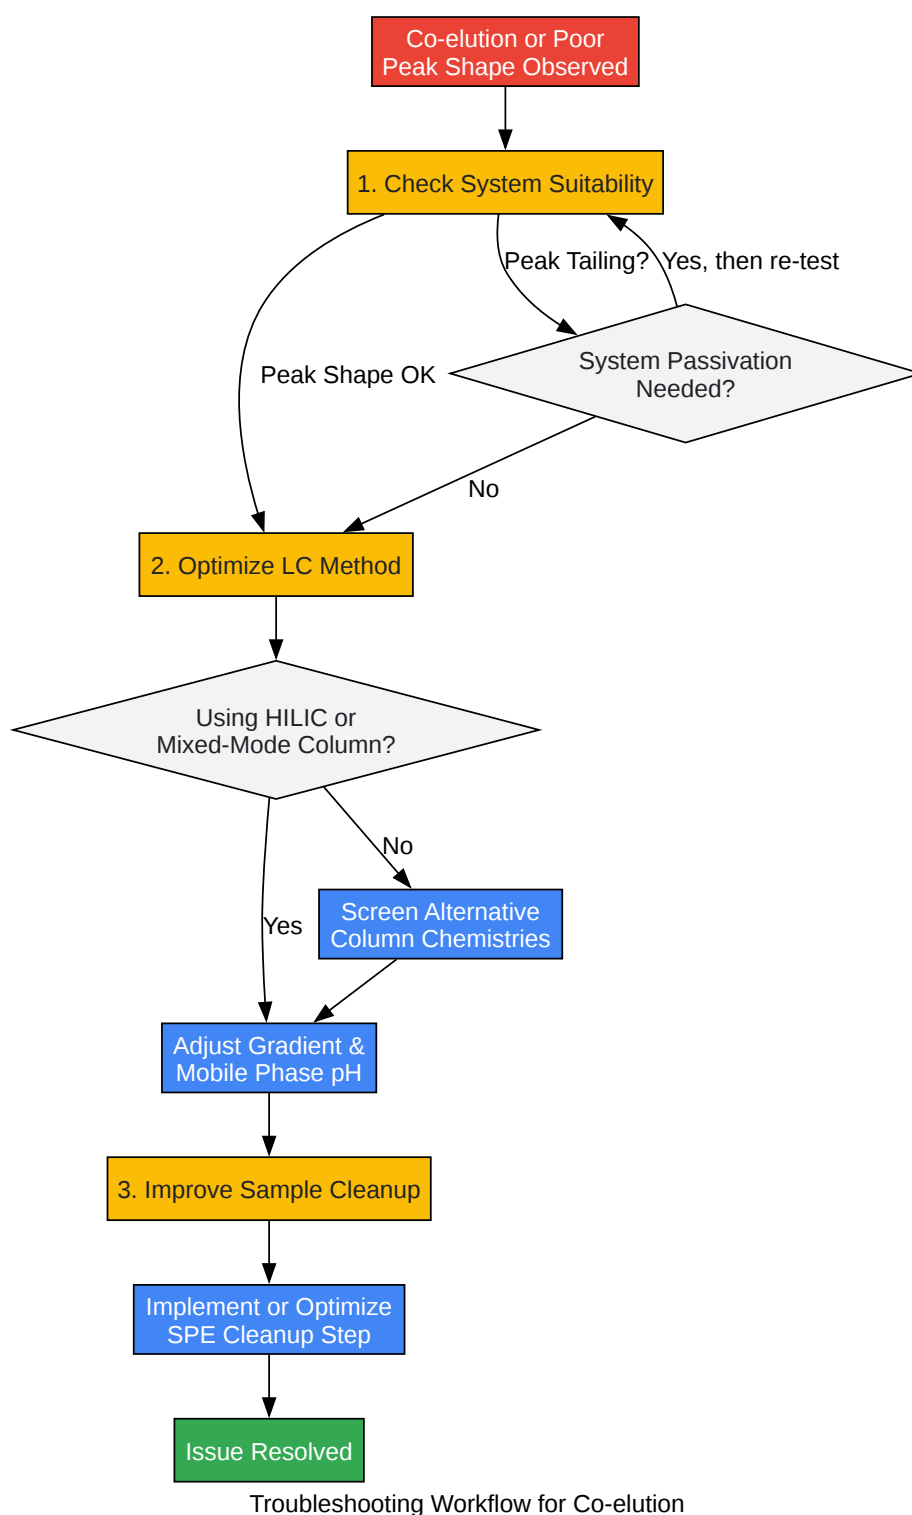 Co-elution or Poor
Peak Shape Observed
1. Check System Suitability
Peak Tailing?
Yes, then re-test
System Passivation
Needed?
Peak Shape OK
No
2. Optimize LC Method
Using HILIC or
Mixed-Mode Column?
No
Screen Alternative
Column Chemistries
Yes
Adjust Gradient &
Mobile Phase pH
3. Improve Sample Cleanup
Implement or Optimize
SPE Cleanup Step
Issue Resolved
Troubleshooting Workflow for Co-elution